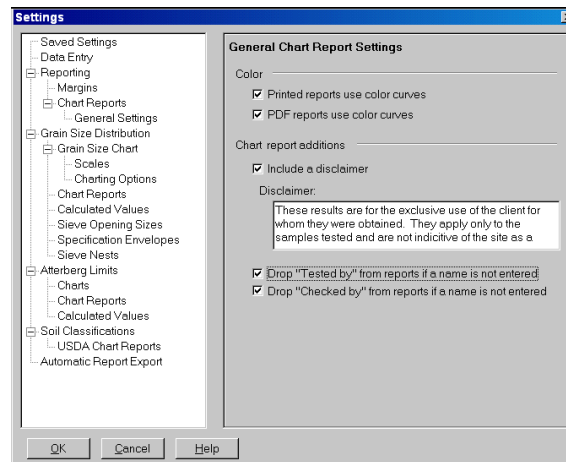 Settings
Saved Settings
Data Entry
Reporting
Margins
Chart Reports
General Settings
Grain Size Distribution
Grain Size Chart
Scales
Charting Options
Chart Reports
Calculated Values
Sieve Opening Sizes
Specification Envelopes
Sieve Nests
Atterberg Limits
Charts
Chart Reports
Calculated Values
Soil Classifications
USDA Chart Reports
Automatic Report Export
General Chart Report Settings
Color
Printed reports use color curves
PDF reports use color curves
Chart report additions
Include a disclaimer
Disclaimer:
These results are for the exclusive use of the client for
whom they were obtained. They apply only to the
samples tested and are not indicitive of the site as a
Drop "Tested by" from reports if a name is not entered
Drop "Checked by" from reports if a name is not entered
OK
Cancel
Help